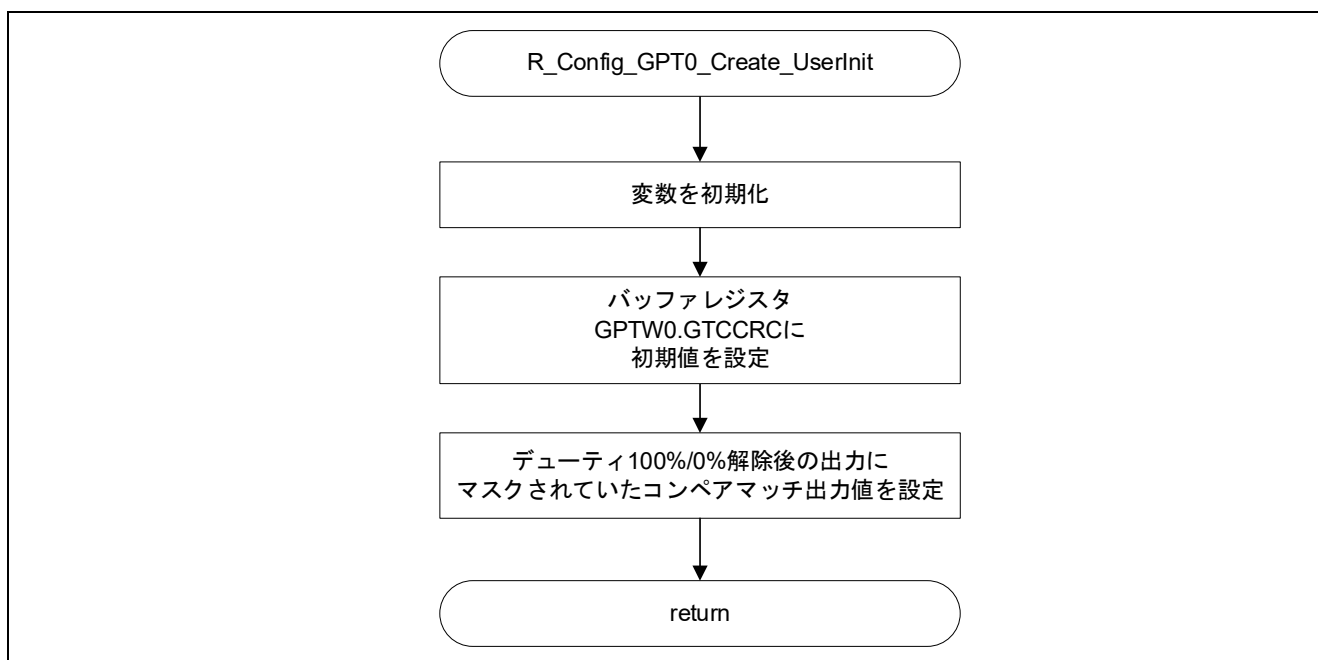 R_Config_GPT0_Create_UserInit
変数を初期化
バッファレジスタ
GPTW0.GTCCRCに
初期値を設定
デューティ100%/0%解除後の出力に
マスクされていたコンペアマッチ出力値を設定
return